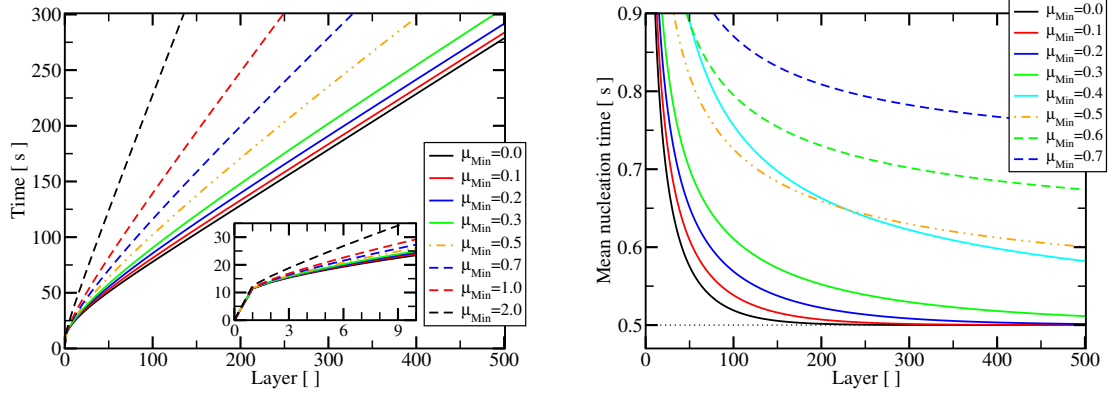 300
250
200
150
100
50
0
Time [ s ]
0 100 200 300 400 500
Layer [ ]
30
20
10
0
0 3 6 9
μMin=0.0
μMin=0.1
μMin=0.2
μMin=0.3
μMin=0.5
μMin=0.7
μMin=1.0
μMin=2.0
0.9
0.8
0.7
0.6
0.5
Mean nucleation time [ s ]
0 100 200 300 400 500
Layer [ ]
μMin=0.0
μMin=0.1
μMin=0.2
μMin=0.3
μMin=0.4
μMin=0.5
μMin=0.6
μMin=0.7